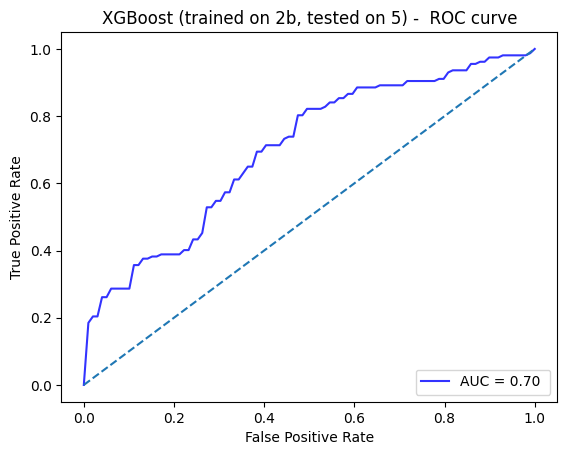 XGBoost (trained on 2b, tested on 5) -  ROC curve
True Positive Rate
1.0
0.8
0.6
0.4
0.2
0.0
AUC = 0.70
0.0 0.2 0.4 0.6 0.8 1.0
False Positive Rate